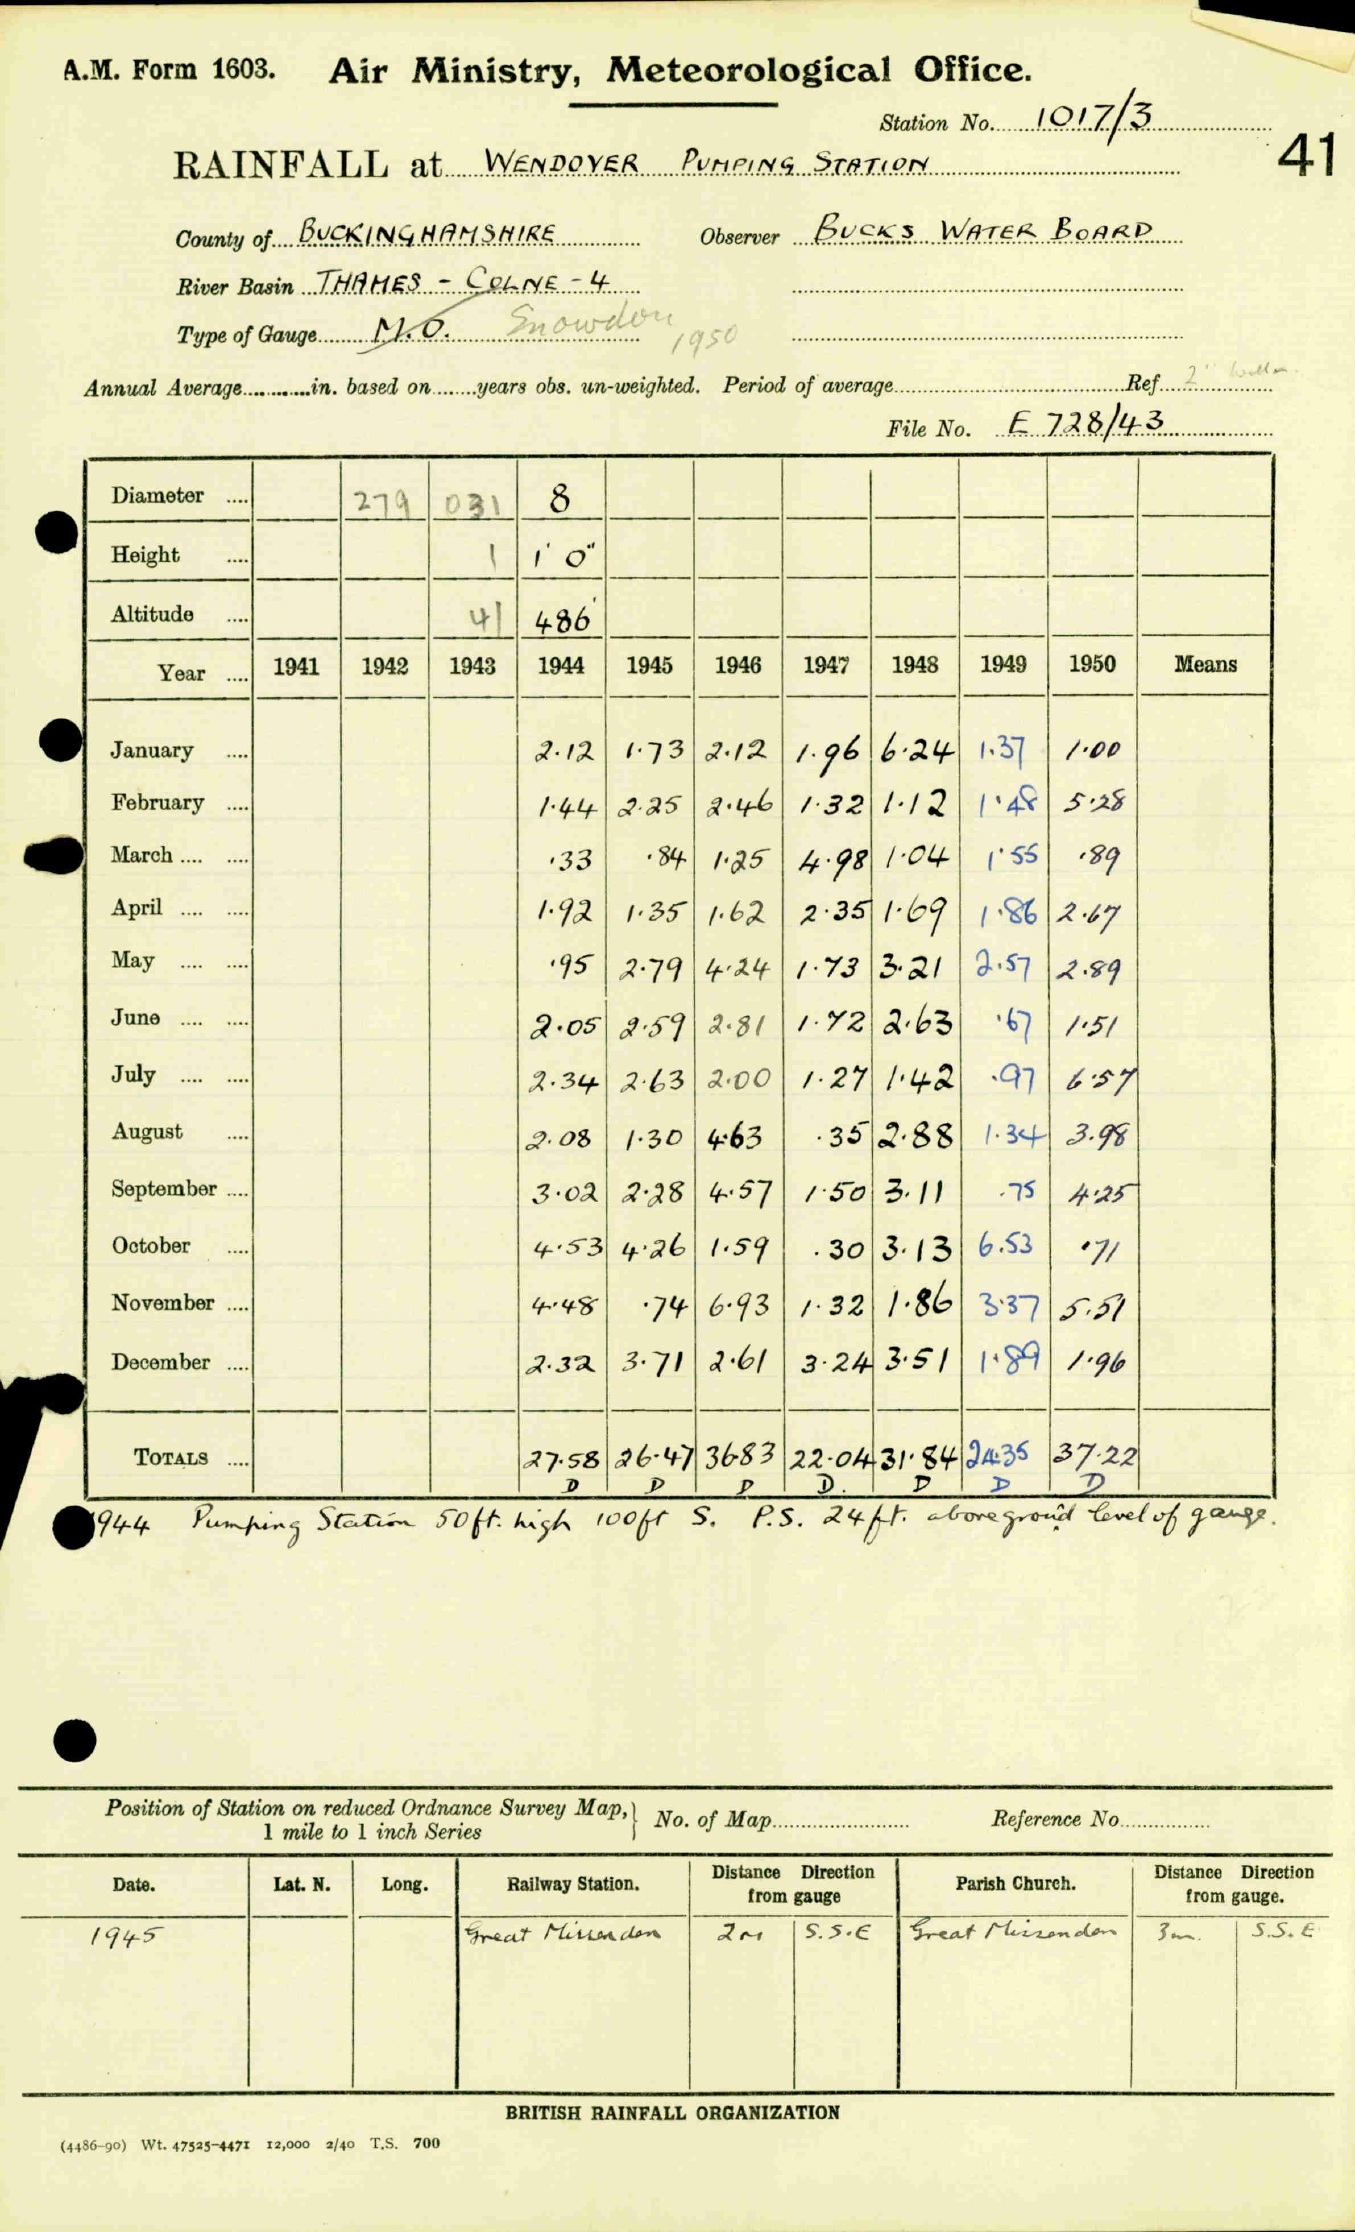 A.M. Form 1603. Air Ministry, Meteorological Office.
Station No. 1017/3
41
RAINFALL at WENDOVER PUMPING STATION
County of BUCKINGHAMSHIRE Observer BUCKS WATER BOARD
River Basin THAMES - COLNE - 4
Type of Gauge M.O. Snowdon 1950
Annual Average in. based on years obs. un-weighted. Period of average Ref 2"
File No. E 728/43
Diameter 279 031 8
Height 1 1' 0"
Altitude 41 486'
Year 1941 1942 1943 1944 1945 1946 1947 1948 1949 1950 Means
January 2.12 1.73 2.12 1.96 6.24 1.37 1.00
February 1.44 2.25 2.46 1.32 1.12 1.48 5.28
March .33 .84 1.25 4.98 1.04 1.55 .89
April 1.92 1.35 1.62 2.35 1.69 1.86 2.67
May .95 2.79 4.24 1.73 3.21 2.57 2.89
June 2.05 2.59 2.81 1.72 2.63 .67 1.51
July 2.34 2.63 2.00 1.27 1.42 .97 6.57
August 2.08 1.30 4.63 .35 2.88 1.34 3.98
September 3.02 2.28 4.57 1.50 3.11 .75 4.25
October 4.53 4.26 1.59 .30 3.13 6.53 .71
November 4.48 .74 6.93 1.32 1.86 3.37 5.51
December 2.32 3.71 2.61 3.24 3.51 1.89 1.96
TOTALS 27.58 26.47 36.83 22.04 31.84 24.35 37.22
D D D D. D D D
1944 Pumping Station 50ft. high 100ft S. P.S. 24ft. above ground level of gauge.
Position of Station on reduced Ordnance Survey Map, 1 mile to 1 inch Series } No. of Map Reference No.
Date. Lat. N. Long. Railway Station. Distance Direction from gauge Parish Church. Distance Direction from gauge.
1945 Great Missenden 2m S.S.E Great Missenden 3m. S.S.E
BRITISH RAINFALL ORGANIZATION
(4486-90) Wt. 47525-4471 12,000 2/40 T.S. 700